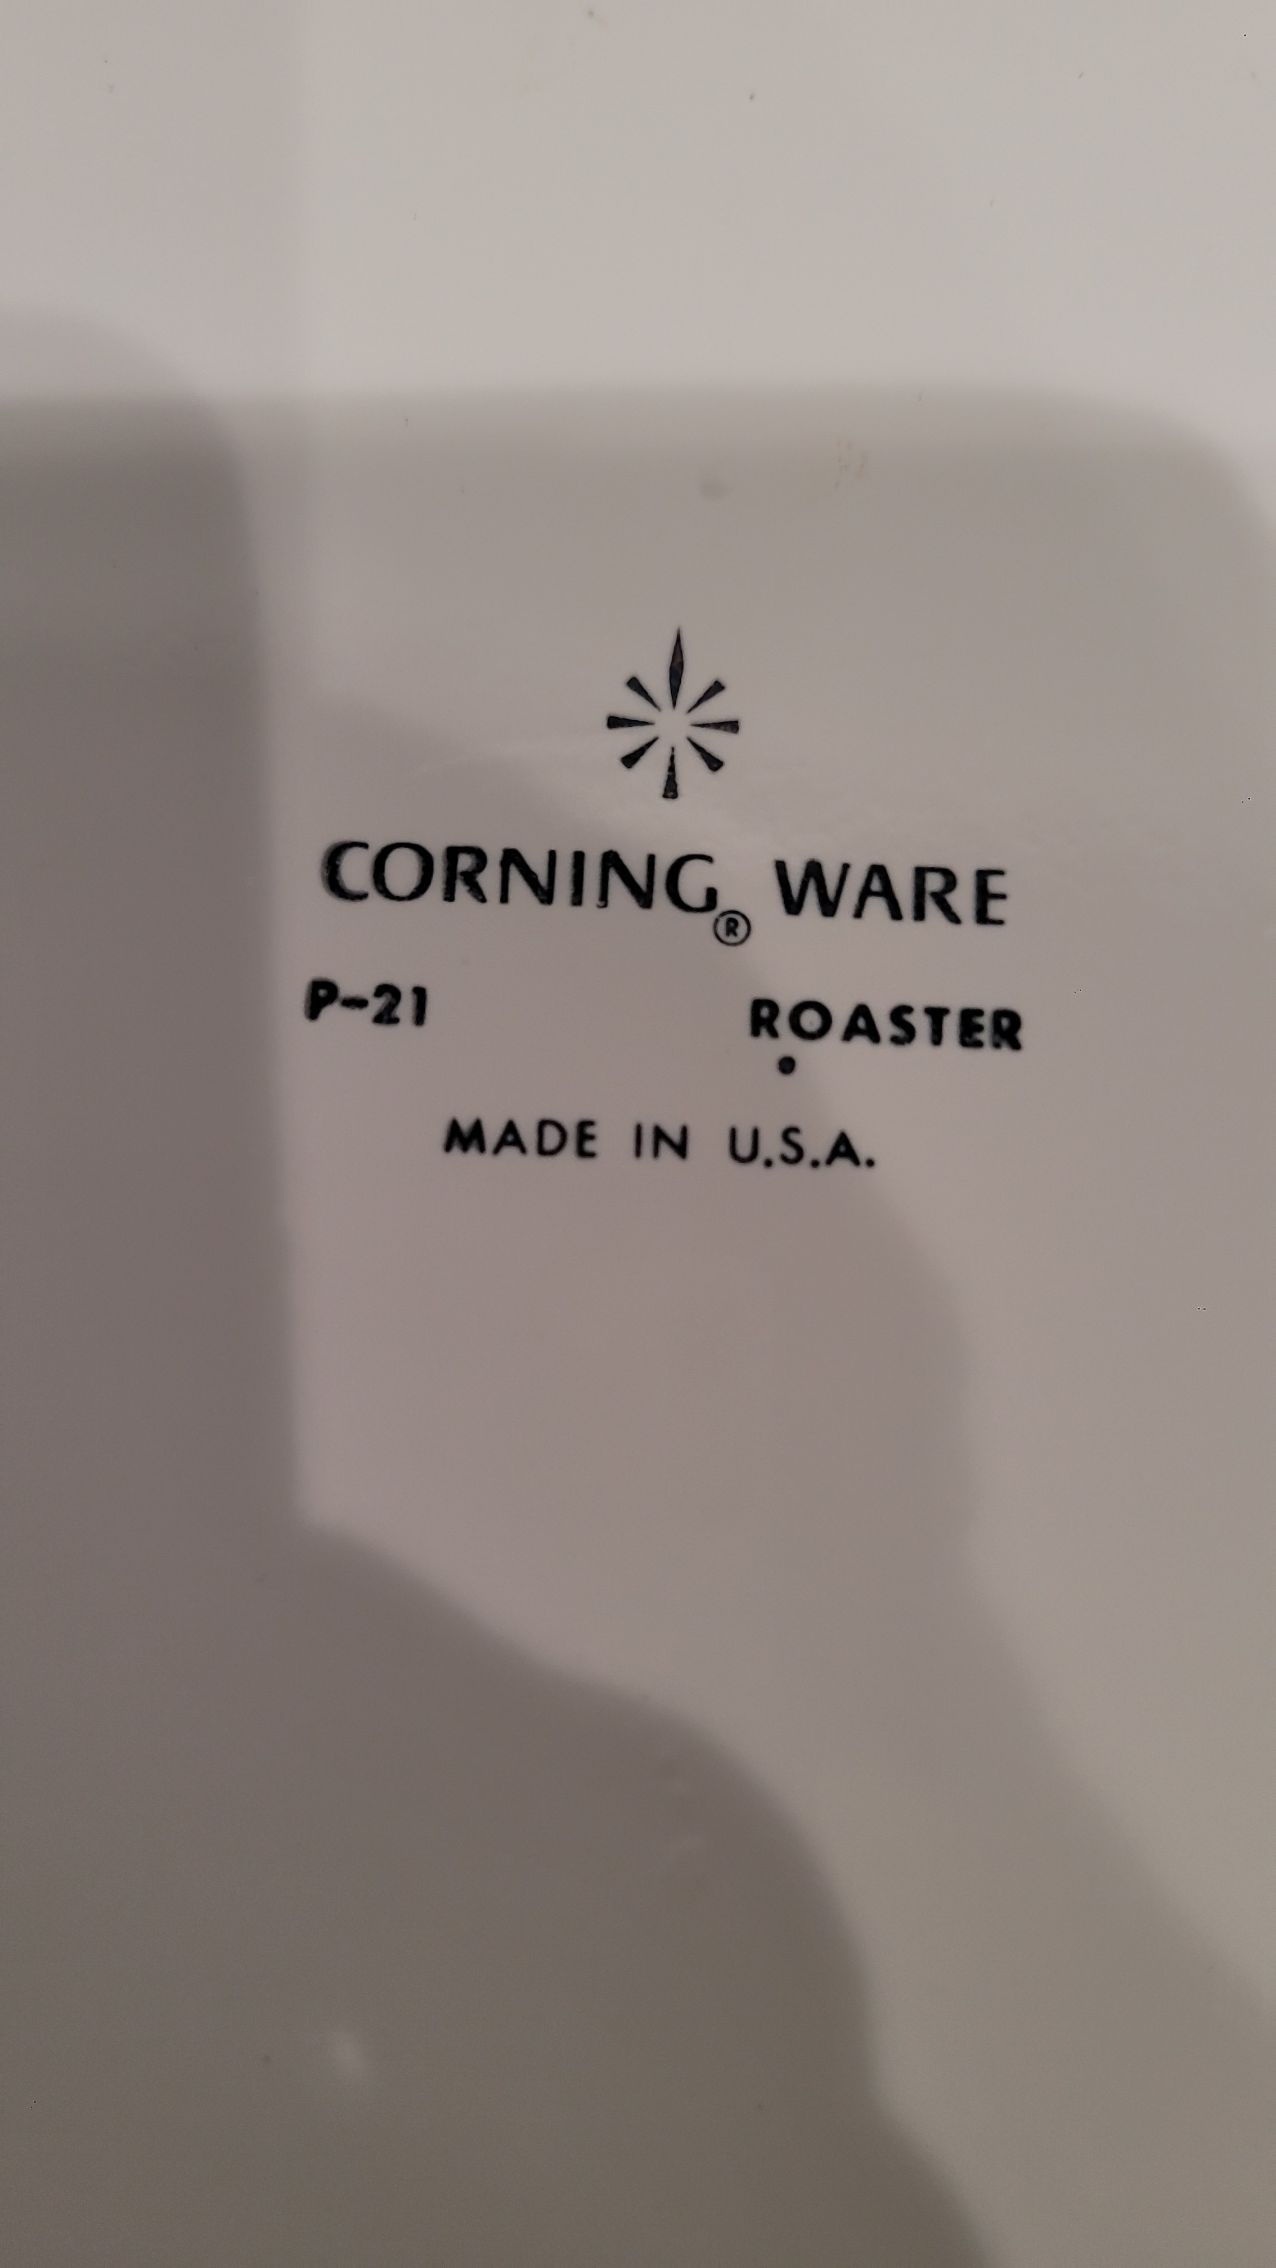 CORNING® WARE
P-21 ROASTER
MADE IN U.S.A.